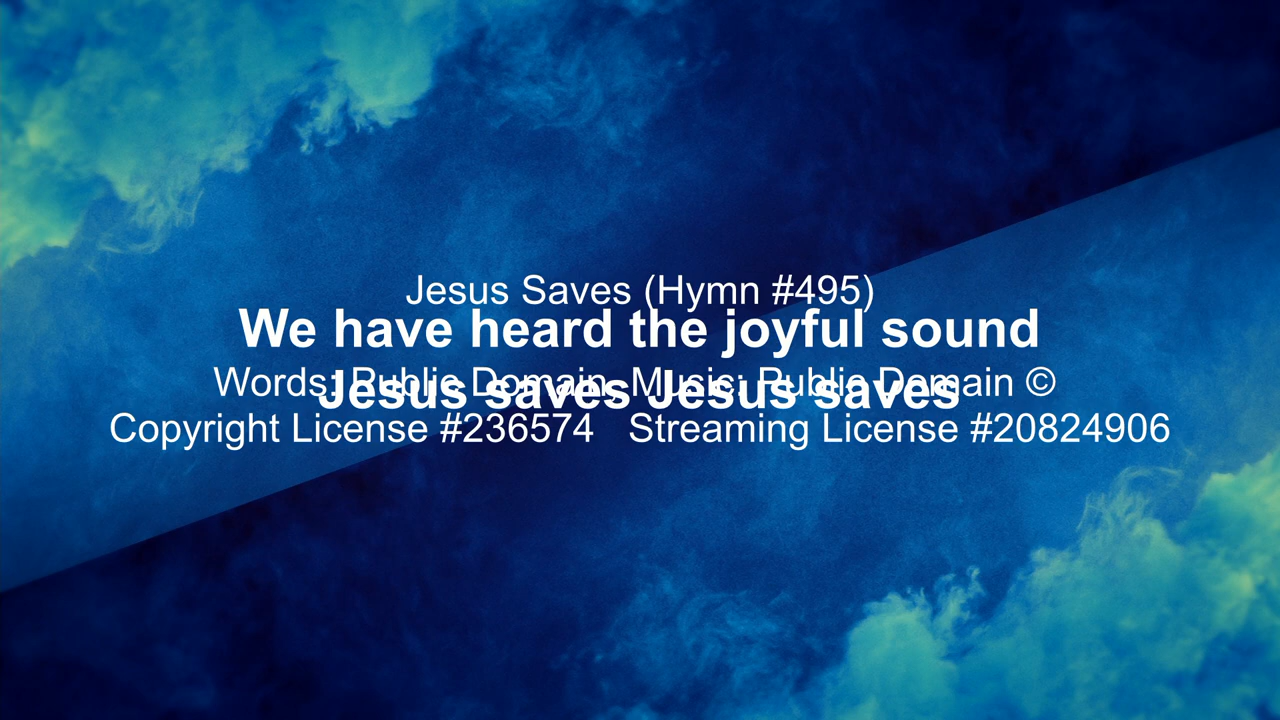 Jesus Saves (Hymn #495)
We have heard the joyful sound
Words: Public Domain, Music: Public Domain ©
Jesus saves Jesus saves
Copyright License #236574 Streaming License #20824906